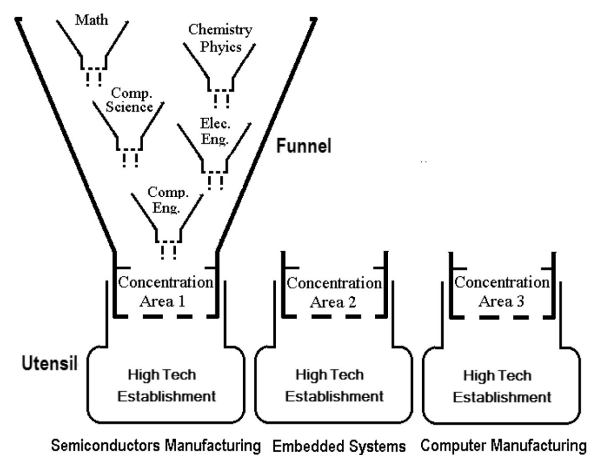 Math
Chemistry
Phyics
Comp.
Science
Elec.
Eng.
Funnel
Comp.
Eng.
Concentration
Area 1
Concentration
Area 2
Concentration
Area 3
Utensil
High Tech
Establishment
High Tech
Establishment
High Tech
Establishment
Semiconductors Manufacturing
Embedded Systems
Computer Manufacturing